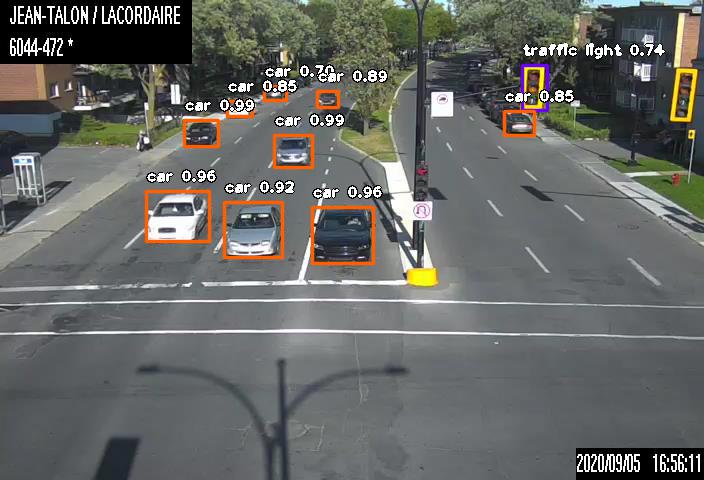 JEAN-TALON / LACORDAIRE
6044-472 *
traffic light 0.74
car 0.70
car 0.89
car 0.85
car 0.85
car 0.99
car 0.99
car 0.96
car 0.92
car 0.96
2020/09/05 16:56:11